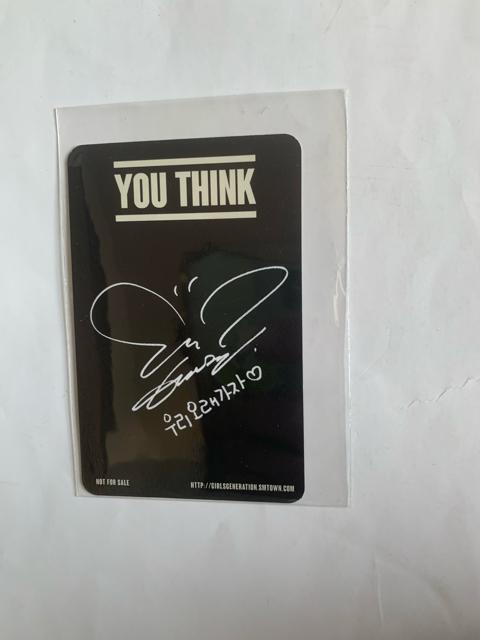 YOU THINK
우리오래가자♡
NOT FOR SALE
HTTP://GIRLSGENERATION.SMTOWN.COM